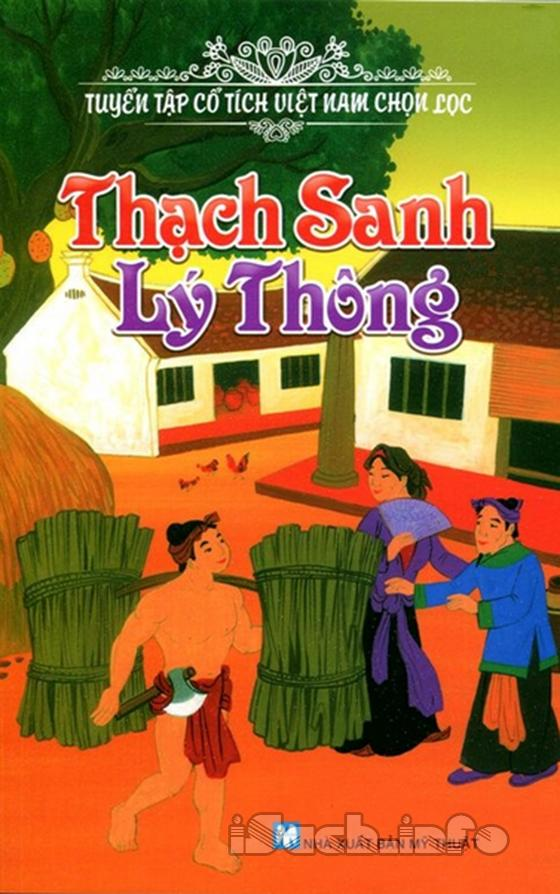 TUYỂN TẬP CỔ TÍCH VIỆT NAM CHỌN LỌC
Thạch Sanh
Lý Thông
iSach.info
NHÀ XUẤT BẢN MỸ THUẬT